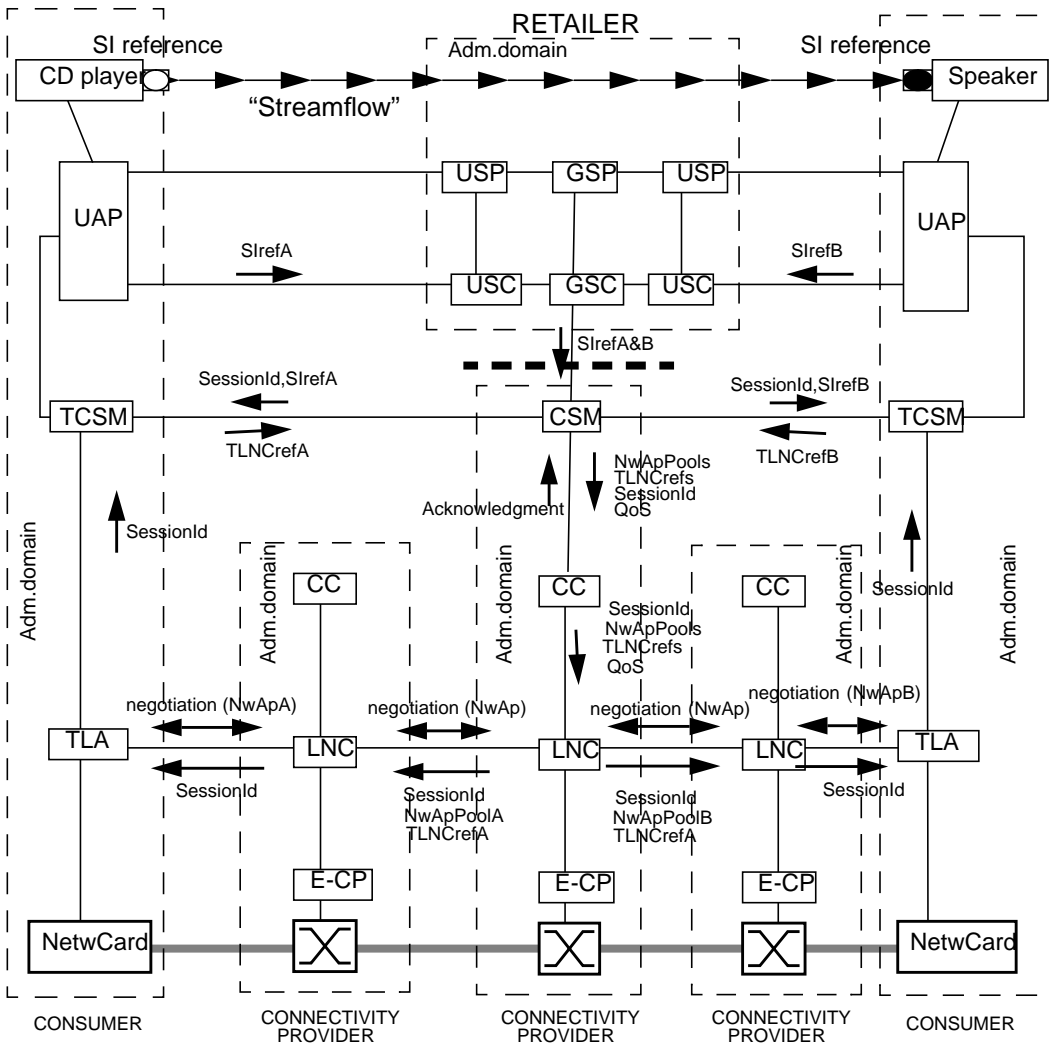 RETAILER
SI reference
Adm.domain
SI reference
CD player
Speaker
“Streamflow”
USP
GSP
USP
UAP
UAP
SIrefA
SIrefB
USC
GSC
USC
SIrefA&B
SessionId,SIrefA
SessionId,SIrefB
TCSM
CSM
TCSM
TLNCrefA
TLNCrefB
NwApPools
TLNCrefs
SessionId
QoS
Acknowledgment
SessionId
SessionId
Adm.domain
Adm.domain
Adm.domain
Adm.domain
Adm.domain
CC
CC
CC
SessionId
NwApPools
TLNCrefs
QoS
negotiation (NwApA)
negotiation (NwAp)
negotiation (NwAp)
negotiation (NwApB)
TLA
LNC
LNC
LNC
TLA
SessionId
SessionId
NwApPoolA
TLNCrefA
SessionId
NwApPoolB
TLNCrefA
SessionId
E-CP
E-CP
E-CP
NetwCard
NetwCard
CONSUMER
CONNECTIVITY
PROVIDER
CONNECTIVITY
PROVIDER
CONNECTIVITY
PROVIDER
CONSUMER